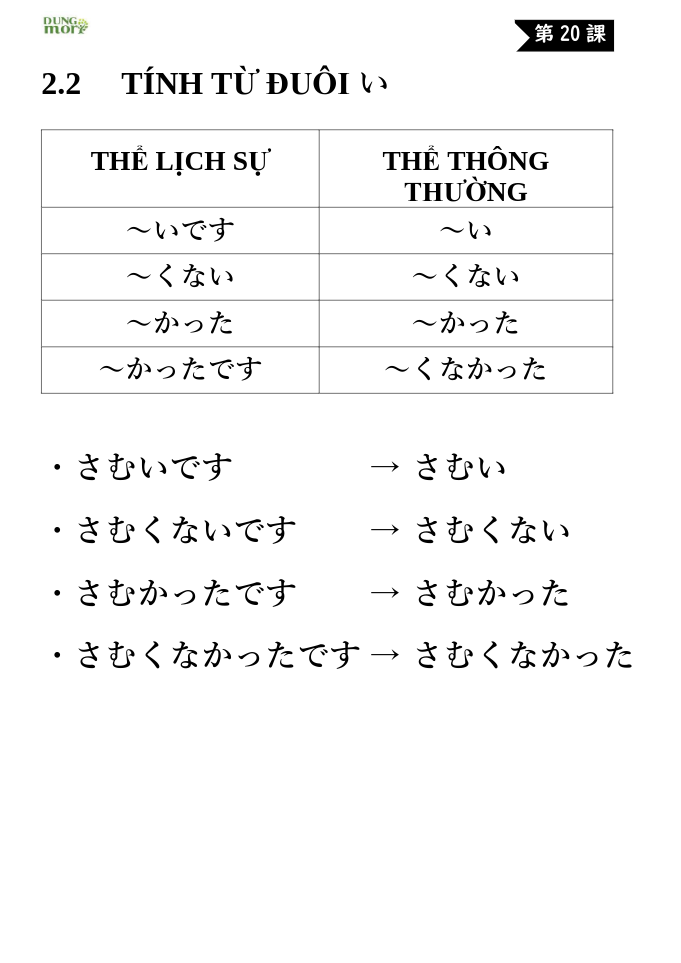 DUNG
mori
第 20 課
2.2 TÍNH TỪ ĐUÔI い
THỂ LỊCH SỰ
THỂ THÔNG
THƯỜNG
～いです
～い
～くない
～くない
～かった
～かった
～かったです
～くなかった
・さむいです → さむい
・さむくないです → さむくない
・さむかったです → さむかった
・さむくなかったです → さむくなかった